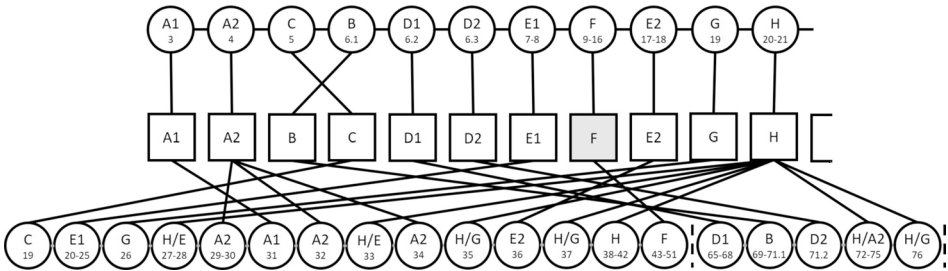 A1 A2 C B D1 D2 E1 F E2 G H
3 4 5 6.1 6.2 6.3 7-8 9-16 17-18 19 20-21
A1 A2 B C D1 D2 E1 F E2 G H
C E1 G H/E A2 A1 A2 H/E A2 H/G E2 H/G H F D1 B D2 H/A2 H/G
19 20-25 26 27-28 29-30 31 32 33 34 35 36 37 38-42 43-51 65-68 69-71.1 71.2 72-75 76